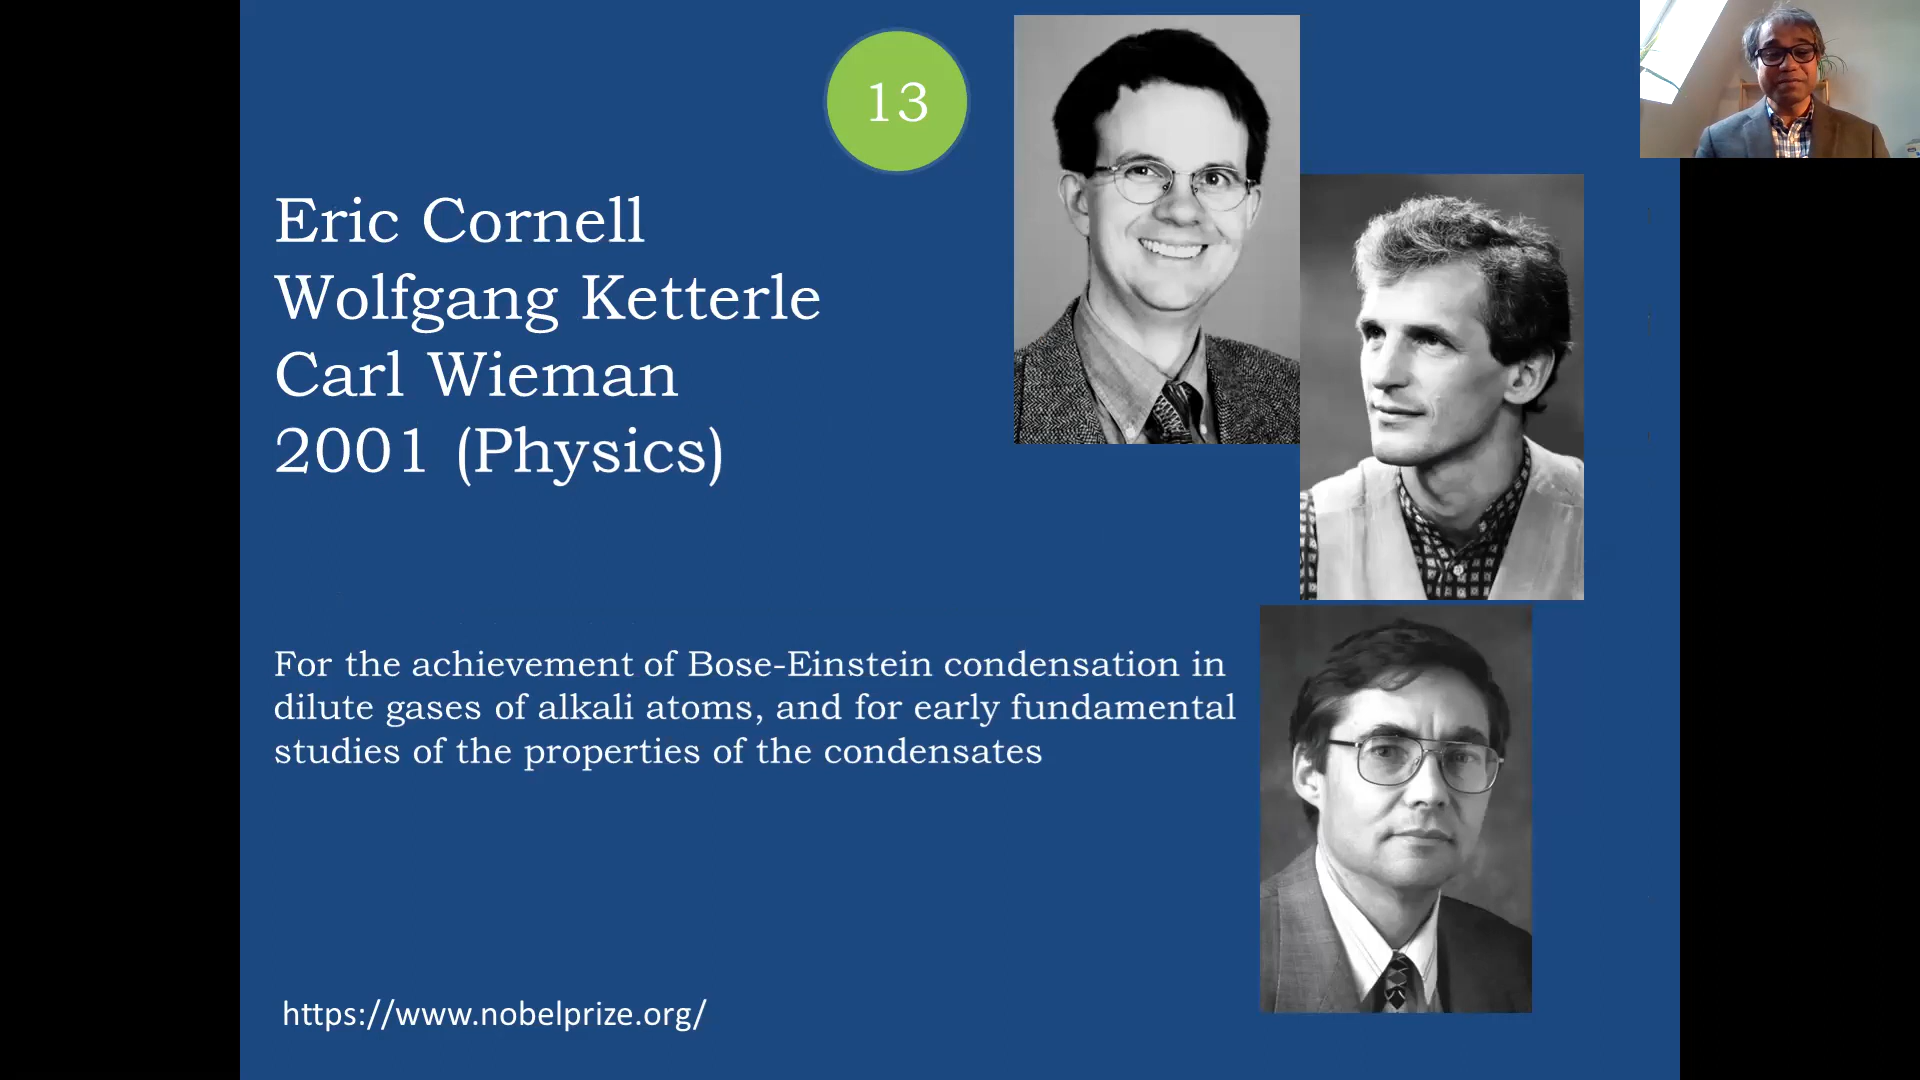 13
Eric Cornell
Wolfgang Ketterle
Carl Wieman
2001 (Physics)
For the achievement of Bose-Einstein condensation in
dilute gases of alkali atoms, and for early fundamental
studies of the properties of the condensates
https://www.nobelprize.org/